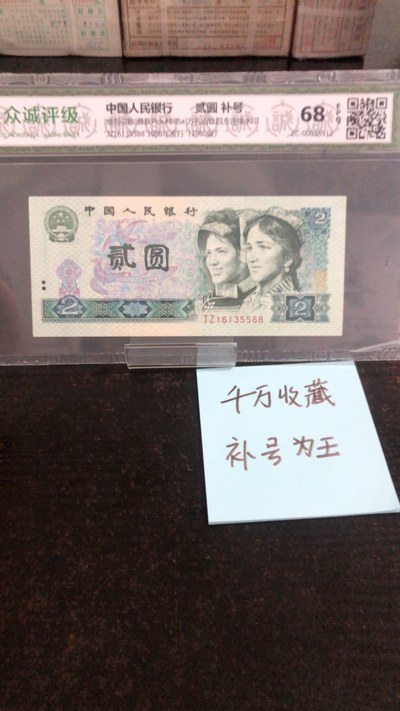 众诚评级
中国人民银行 贰圆 补号
68
中国人民银行
2
贰圆
2
2
JZ16135588
千万收藏
补号为王